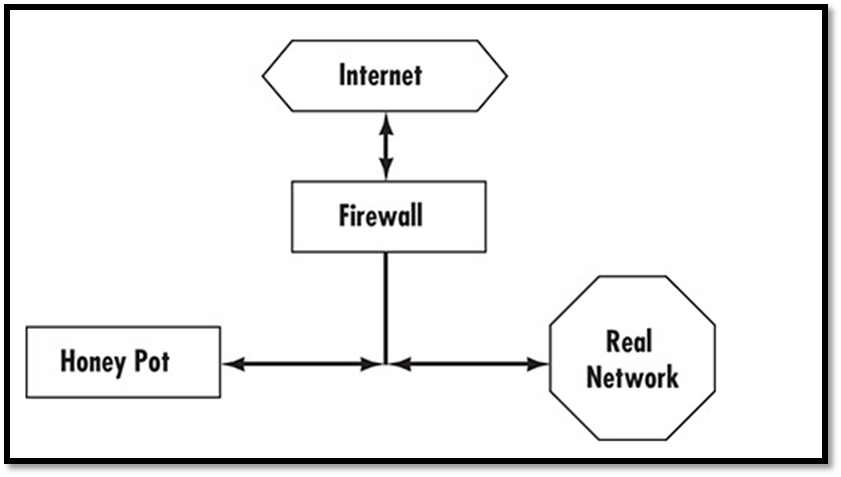 Internet
Firewall
Honey Pot
Real
Network